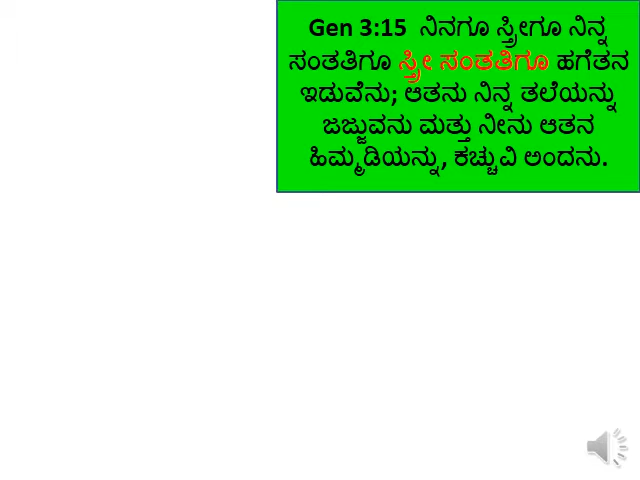 Gen 3:15 ನಿನಗೂ ಸ್ತ್ರೀಗೂ ನಿನ್ನ
ಸಂತತಿಗೂ ಸ್ತ್ರೀ ಸಂತತಿಗೂ ಹಗೆತನ
ಇಡುವೆನು; ಆತನು ನಿನ್ನ ತಲೆಯನ್ನು
ಜಜ್ಜುವನು ಮತ್ತು ನೀನು ಆತನ
ಹಿಮ್ಮಡಿಯನ್ನು, ಕಚ್ಚುವಿ ಅಂದನು.